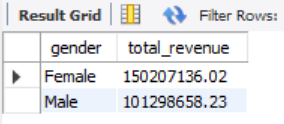 Result Grid Filter Rows:
gender total_revenue
Female 150207136.02
Male 101298658.23